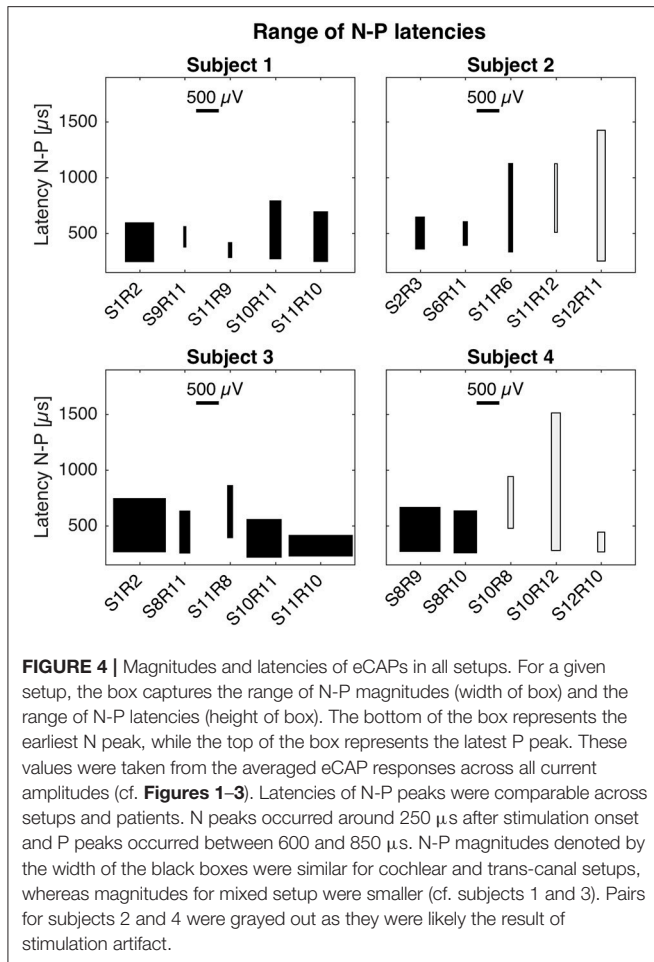 Range of N-P latencies
Subject 1
Subject 2
500 µV
500 µV
Latency N-P [µs]
1500
1000
500
S1R2
S9R11
S11R9
S10R11
S11R10
S2R3
S6R11
S11R6
S11R12
S12R11
Subject 3
Subject 4
500 µV
500 µV
Latency N-P [µs]
1500
1000
500
S1R2
S8R11
S11R8
S10R11
S11R10
S8R9
S8R10
S10R8
S10R12
S12R10
FIGURE 4 | Magnitudes and latencies of eCAPs in all setups. For a given
setup, the box captures the range of N-P magnitudes (width of box) and the
range of N-P latencies (height of box). The bottom of the box represents the
earliest N peak, while the top of the box represents the latest P peak. These
values were taken from the averaged eCAP responses across all current
amplitudes (cf. Figures 1–3). Latencies of N-P peaks were comparable across
setups and patients. N peaks occurred around 250 µs after stimulation onset
and P peaks occurred between 600 and 850 µs. N-P magnitudes denoted by
the width of the black boxes were similar for cochlear and trans-canal setups,
whereas magnitudes for mixed setup were smaller (cf. subjects 1 and 3). Pairs
for subjects 2 and 4 were grayed out as they were likely the result of
stimulation artifact.